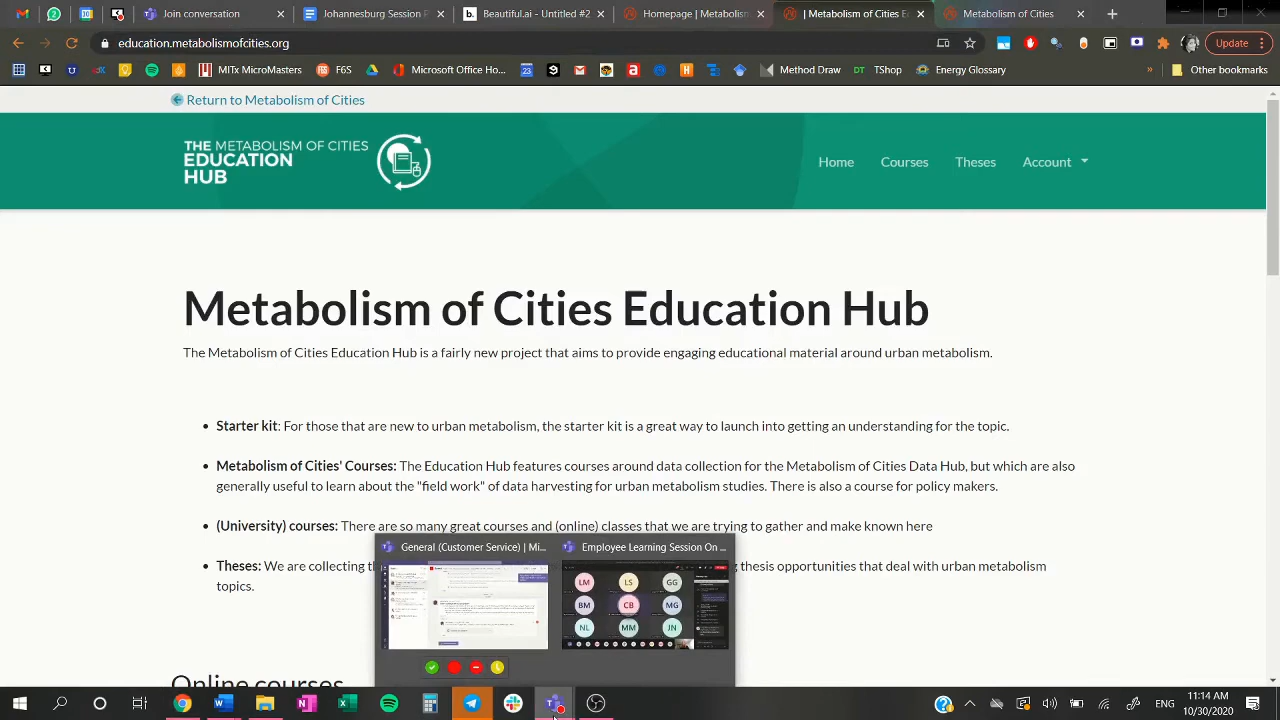 Join conversation
Johannesburg Session E
Beautiful.ai - Untitled #2
Homepage | Metabolism
| Metabolism of Cities E
Metabolism of Cities
education.metabolismofcities.org
Update
MITx MicroMasters
F6S
Microsoft Office Ho...
Method Draw
TShop
Energy Glossary
Other bookmarks
Return to Metabolism of Cities
THE METABOLISM OF CITIES
EDUCATION
HUB
Home
Courses
Theses
Account
Metabolism of Cities Education Hub
The Metabolism of Cities Education Hub is a fairly new project that aims to provide engaging educational material around urban metabolism.
Starter kit: For those that are new to urban metabolism, the starter kit is a great way to launch into getting an understanding for the topic.
Metabolism of Cities' Courses: The Education Hub features courses around data collection for the Metabolism of Cities Data Hub, but which are also
generally useful to learn about the "field work" of data harvesting for urban metabolism studies. There is also a course for policy makers.
(University) courses: There are so many great courses and (online) classes that we are trying to gather and make known here
Theses: We are collecting thesis opportunities that deal with urban metabolism
topics.
General (Customer Service) | Mi...
Employee Learning Session On ...
LS
GG
BM
CB
MG
NL
MM
JN
Online courses
ENG
11:14 AM
10/30/2020